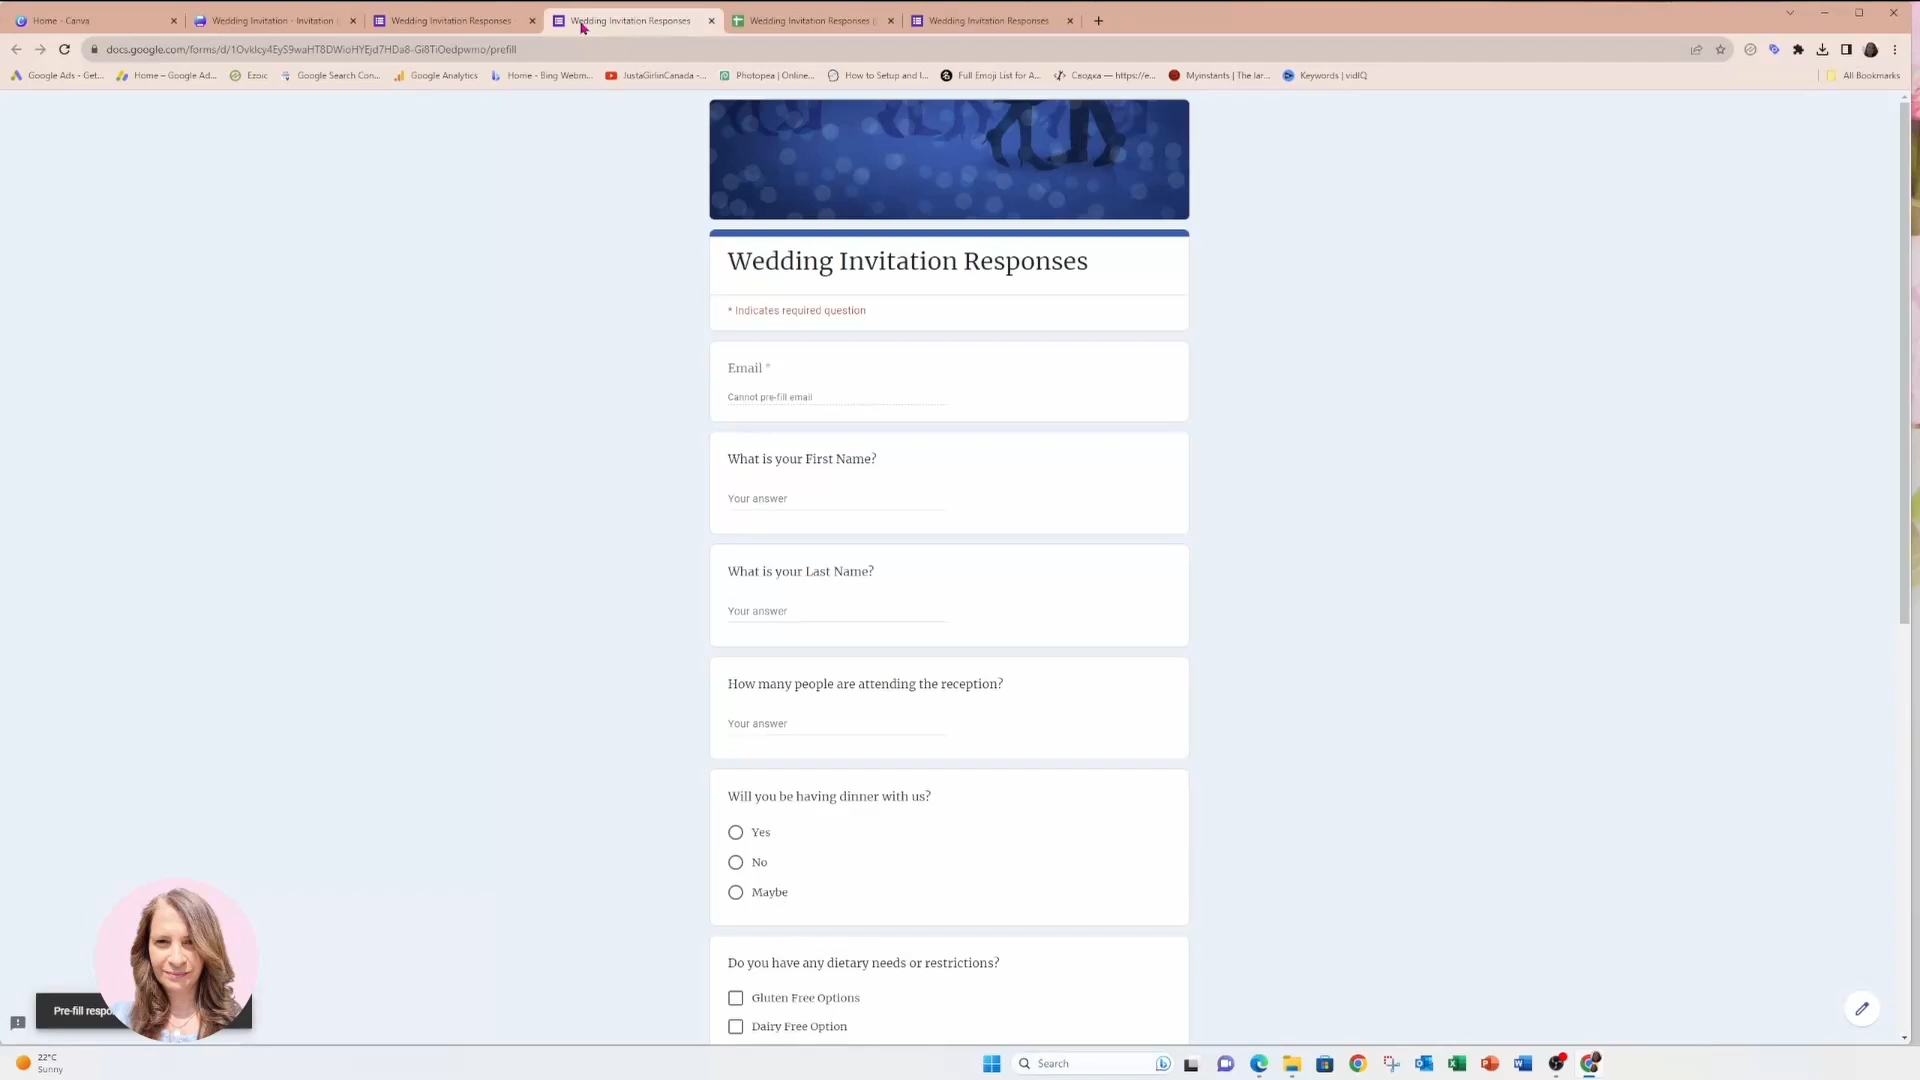 Home - Canva
Wedding Invitation - Invitation
Wedding Invitation Responses
Wedding Invitation Responses
Wedding Invitation Responses
Wedding Invitation Responses
docs.google.com/forms/d/1OvkIcy4EyS9waHT8DWioHYEjd7HDa8-Gi8TiOedpwmo/prefill
Google Ads - Get...
Home – Google Ad...
Ezoic
Google Search Con...
Google Analytics
Home - Bing Webm...
JustaGirlinCanada -...
Photopea | Online...
How to Setup and I...
Full Emoji List for A...
Сводка — https://e...
Myinstants | The lar...
Keywords | vidIQ
All Bookmarks
Wedding Invitation Responses
* Indicates required question
Email *
Cannot pre-fill email
What is your First Name?
Your answer
What is your Last Name?
Your answer
How many people are attending the reception?
Your answer
Will you be having dinner with us?
Yes
No
Maybe
Do you have any dietary needs or restrictions?
Gluten Free Options
Dairy Free Option
Pre-fill respo
22°C
Sunny
Search